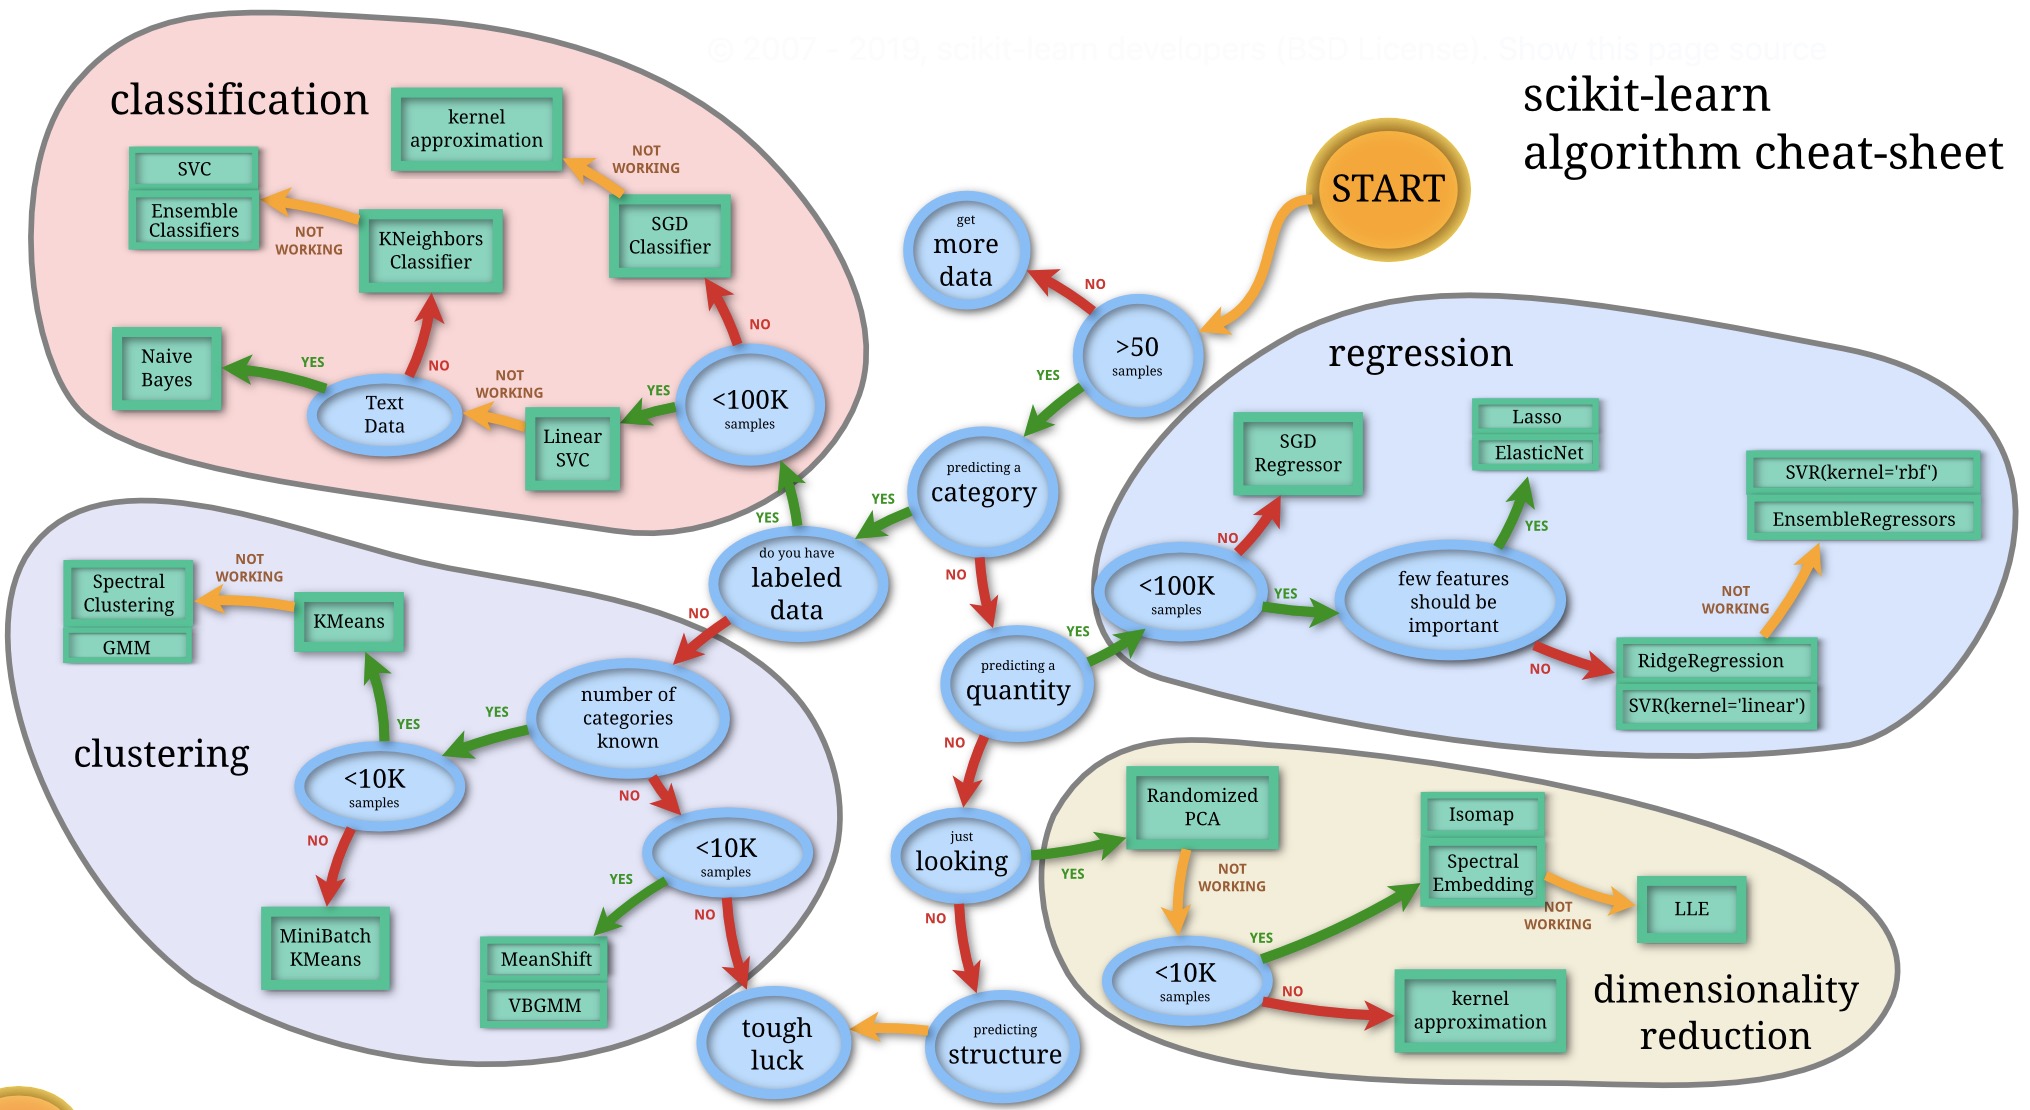 © 2007 - 2019, scikit-learn developers (BSD License). Show this page source
scikit-learn
algorithm cheat-sheet
START
get
more
data
NO
>50
samples
YES
predicting a
category
YES
NO
do you have
labeled
data
YES
NO
predicting a
quantity
YES
NO
just
looking
YES
NO
predicting
structure
tough
luck
classification
kernel
approximation
NOT
WORKING
SGD
Classifier
NO
<100K
samples
YES
Linear
SVC
NOT
WORKING
Text
Data
YES
Naive
Bayes
NO
KNeighbors
Classifier
NOT
WORKING
SVC
Ensemble
Classifiers
regression
<100K
samples
NO
SGD
Regressor
YES
few features
should be
important
YES
Lasso
ElasticNet
NO
RidgeRegression
SVR(kernel='linear')
NOT
WORKING
SVR(kernel='rbf')
EnsembleRegressors
clustering
number of
categories
known
YES
<10K
samples
YES
KMeans
NOT
WORKING
Spectral
Clustering
GMM
NO
MiniBatch
KMeans
NO
<10K
samples
YES
MeanShift
VBGMM
NO
dimensionality
reduction
Randomized
PCA
NOT
WORKING
<10K
samples
YES
Isomap
Spectral
Embedding
NOT
WORKING
LLE
NO
kernel
approximation